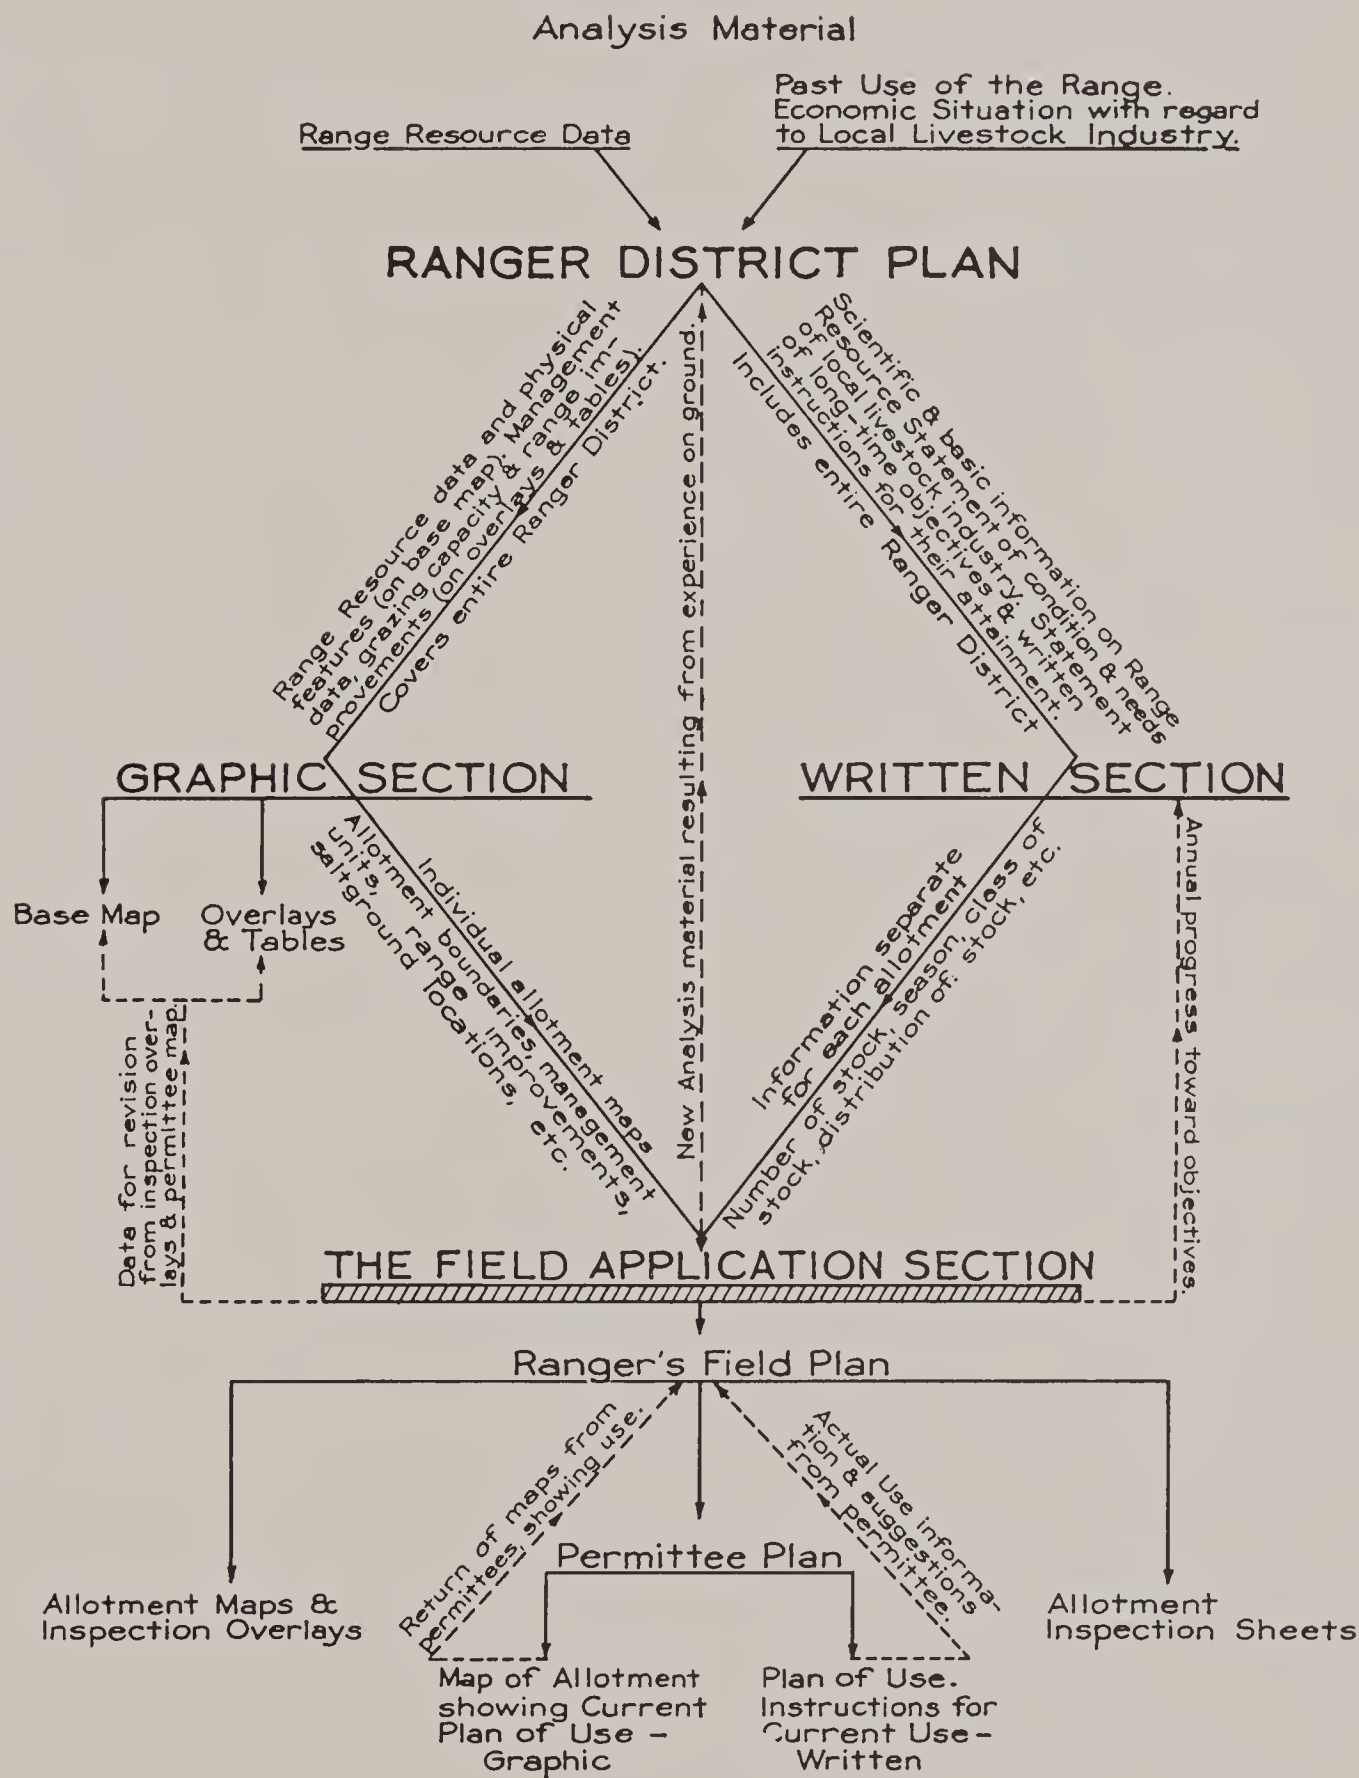 Analysis Material
Range Resource Data
Past Use of the Range.
Economic Situation with regard
to Local Livestock Industry.
RANGER DISTRICT PLAN
Range Resource data and physical
features (on base map). Management
data, grazing capacity & range im-
provements (on overlays & tables).
Covers entire Ranger District.
New Analysis material resulting from experience on ground.
Scientific & basic information on Range
Resource Statement of condition & needs
of local livestock industry. Statement
of long-time objectives & written
instructions for their attainment.
Includes entire Ranger District
GRAPHIC SECTION
WRITTEN SECTION
Base Map
Overlays
& Tables
Individual allotment maps
Allotment boundaries, management
units, range improvements,
saltground locations,
etc.
Information separate
for each allotment
Number of stock, season, class of
stock, distribution of stock, etc.
Data for revision
from inspection over-
lays & permittee map.
Annual progress toward objectives.
THE FIELD APPLICATION SECTION
Ranger's Field Plan
Return of maps from
Permittees, showing use.
Actual Use informa-
tion & suggestions
from permittee.
Permittee Plan
Allotment Maps &
Inspection Overlays
Allotment
Inspection Sheets
Map of Allotment
showing Current
Plan of Use –
Graphic
Plan of Use.
Instructions for
Current Use –
Written